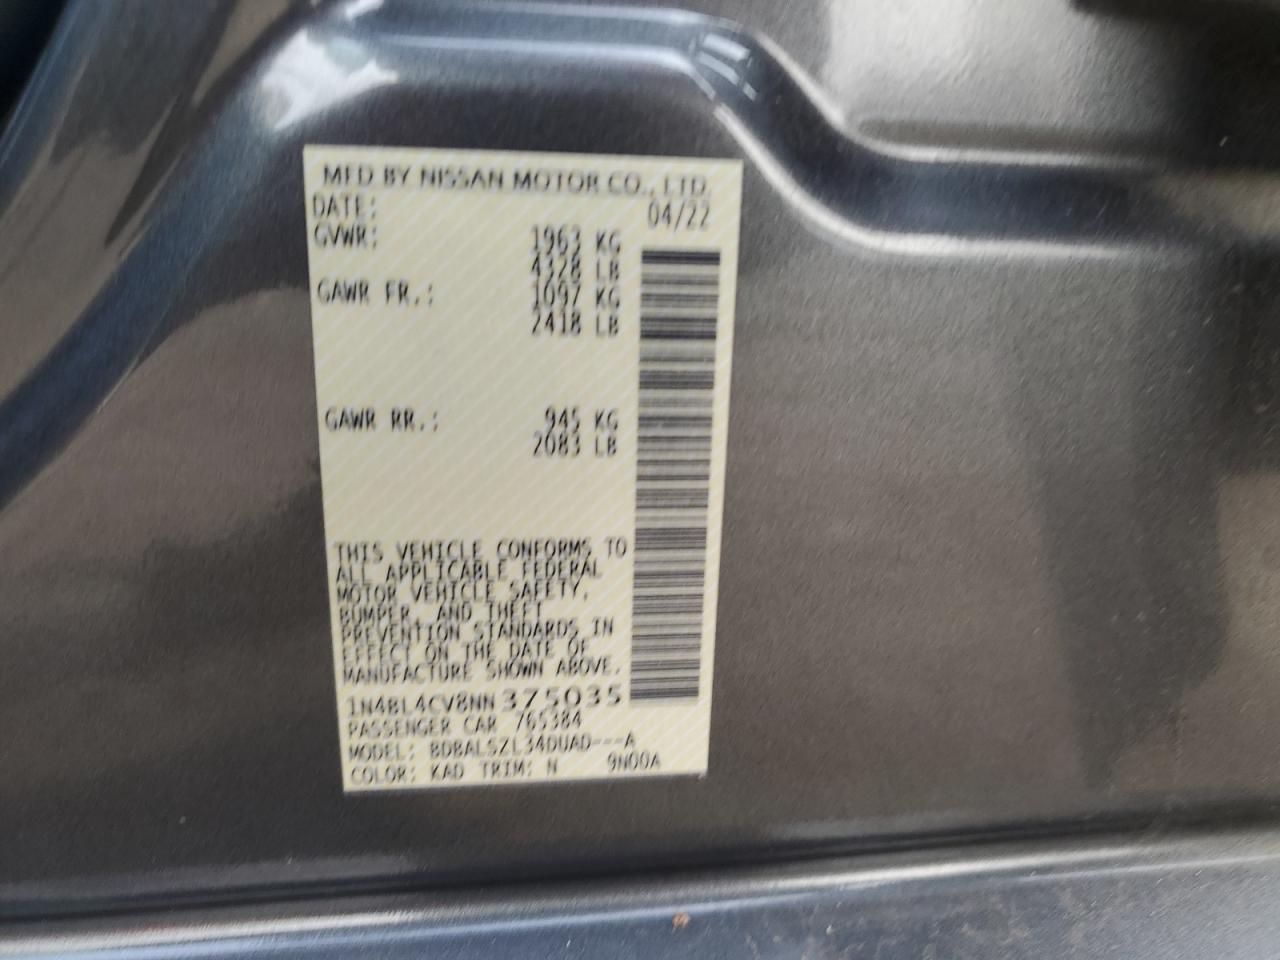 MFD BY NISSAN MOTOR CO., LTD.
DATE: 04/22
GVWR: 1963 KG
4328 LB
GAWR FR.: 1097 KG
2418 LB
GAWR RR.: 945 KG
2083 LB
THIS VEHICLE CONFORMS TO
ALL APPLICABLE FEDERAL
MOTOR VEHICLE SAFETY,
BUMPER, AND THEFT
PREVENTION STANDARDS IN
EFFECT ON THE DATE OF
MANUFACTURE SHOWN ABOVE.
1N4BL4CV8NN375035
PASSENGER CAR 765384
MODEL: BDBALSZL34DUAD---A
COLOR: KAD TRIM: N 9N00A